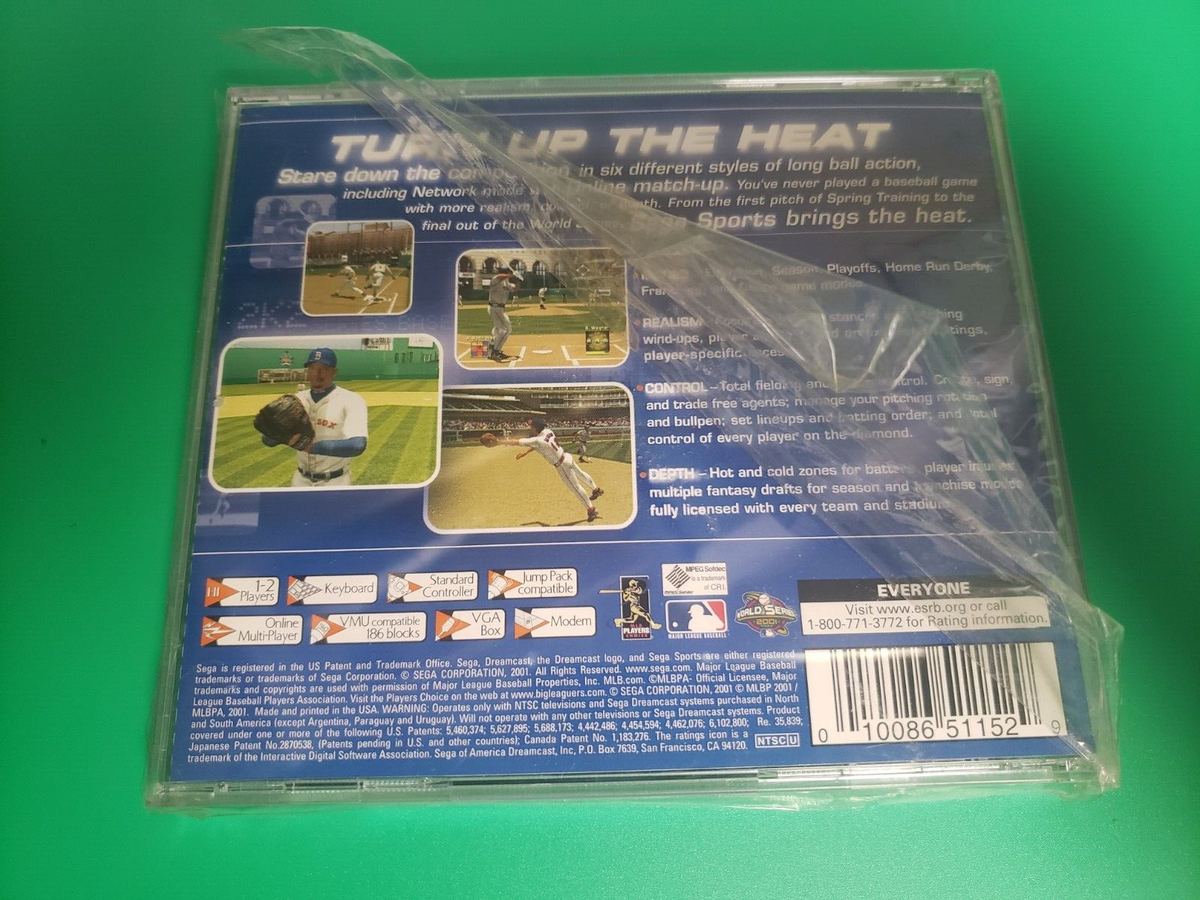 TURN UP THE HEAT
Stare down the in six different styles of long ball action,
including Network mode Online match-up. You've never played a baseball game
with more realism, From the first pitch of Spring Training to the
final out of the World Sega Sports brings the heat.
Season, Playoffs, Home Run Derby,
game modes
• REALISM
wind-ups,
player-specific
• CONTROL – Total fielding and control. Create, sign,
and trade free agents; manage your pitching rotation
and bullpen; set lineups and batting order; and total
control of every player on the diamond.
• DEPTH – Hot and cold zones for player
multiple fantasy drafts for season and franchise
fully licensed with every team and stadium
BOX
1-2 Players
Keyboard
Standard Controller
Jump Pack compatible
Online Multi-Player
VMU compatible 186 blocks
VGA Box
Modem
PLAYERS CHOICE
MPEG Sofdec
is a trademark
of CRI.
MAJOR LEAGUE BASEBALL
WORLD SERIES 2001
EVERYONE
Visit www.esrb.org or call
1-800-771-3772 for Rating information.
Sega is registered in the US Patent and Trademark Office. Sega, Dreamcast, the Dreamcast logo, and Sega Sports are either registered
trademarks or trademarks of Sega Corporation. © SEGA CORPORATION, 2001. All Rights Reserved. www.sega.com. Major League Baseball
trademarks and copyrights are used with permission of Major League Baseball Properties, Inc. MLB.com. ©MLBPA- Official Licensee, Major
League Baseball Players Association. Visit the Players Choice on the web at www.bigleaguers.com. © SEGA CORPORATION, 2001 © MLBP 2001 /
MLBPA, 2001. Made and printed in the USA. WARNING: Operates only with NTSC televisions and Sega Dreamcast systems purchased in North
and South America (except Argentina, Paraguay and Uruguay). Will not operate with any other televisions or Sega Dreamcast systems. Product
covered under one or more of the following U.S. Patents: 5,460,374; 5,627,895; 5,688,173; 4,442,486; 4,454,594; 4,462,076; 6,102,800; Re. 35,839;
Japanese Patent No.2870538, (Patents pending in U.S. and other countries); Canada Patent No. 1,183,276. The ratings icon is a
trademark of the Interactive Digital Software Association. Sega of America Dreamcast, Inc, P.O. Box 7639, San Francisco, CA 94120.
NTSC U
0 10086 51152 9